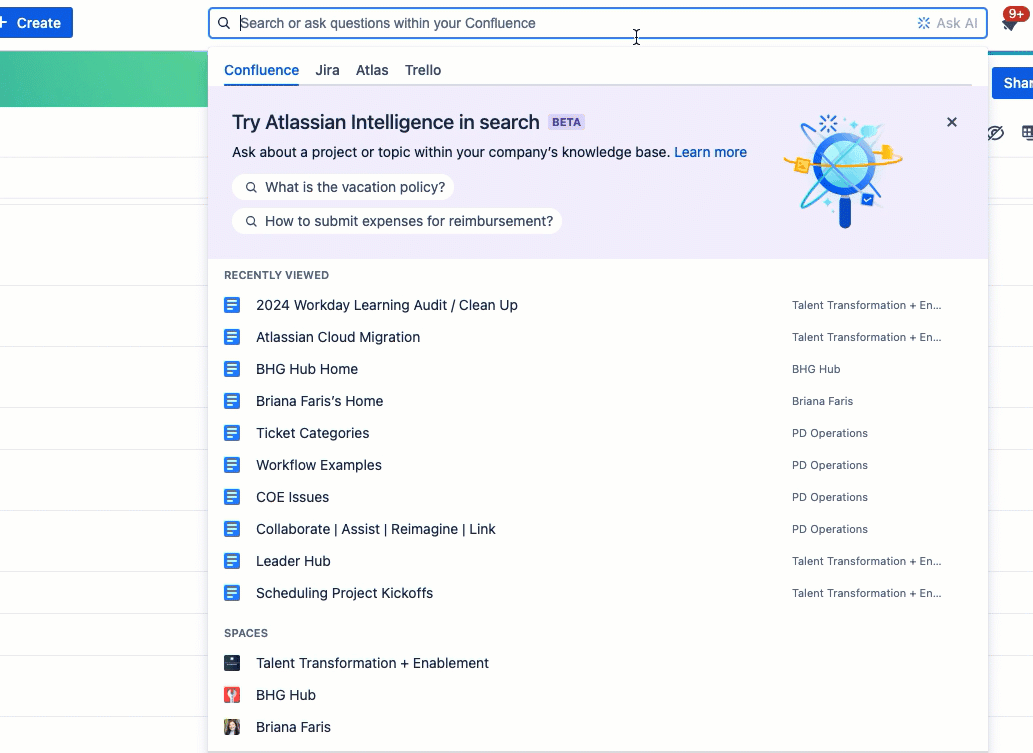 + Create
Search or ask questions within your Confluence
Ask AI
9+
Confluence Jira Atlas Trello
Shar
Try Atlassian Intelligence in search BETA
Ask about a project or topic within your company’s knowledge base. Learn more
What is the vacation policy?
How to submit expenses for reimbursement?
RECENTLY VIEWED
2024 Workday Learning Audit / Clean Up Talent Transformation + En...
Atlassian Cloud Migration Talent Transformation + En...
BHG Hub Home BHG Hub
Briana Faris’s Home Briana Faris
Ticket Categories PD Operations
Workflow Examples PD Operations
COE Issues PD Operations
Collaborate | Assist | Reimagine | Link PD Operations
Leader Hub Talent Transformation + En...
Scheduling Project Kickoffs Talent Transformation + En...
SPACES
Talent Transformation + Enablement
BHG Hub
Briana Faris